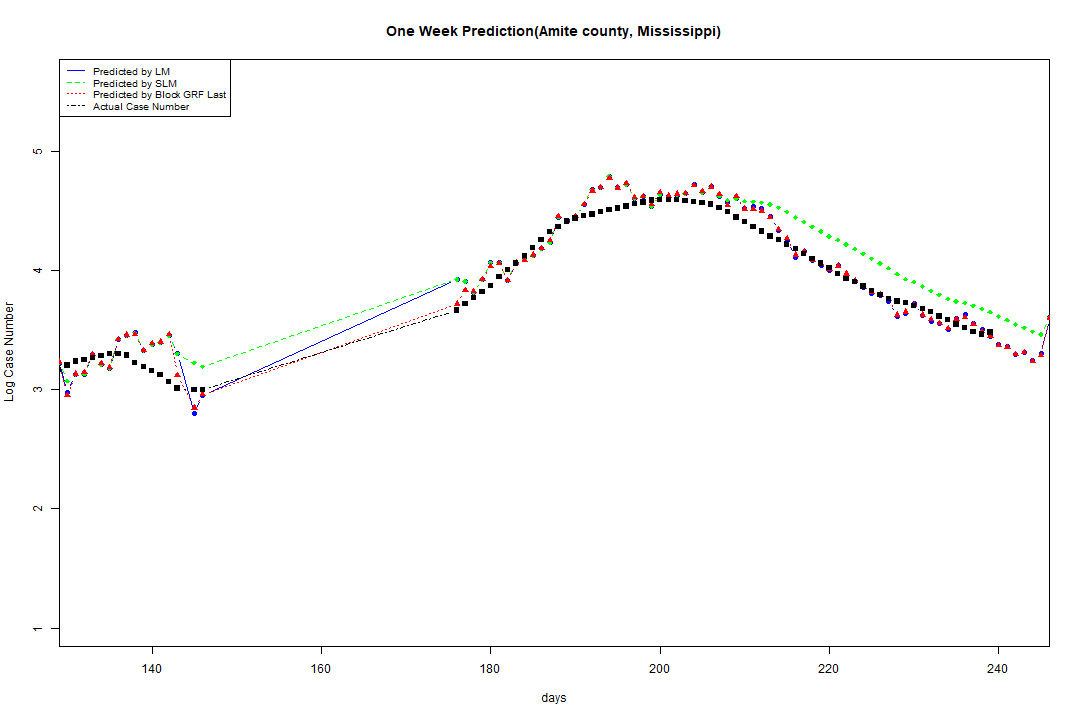 One Week Prediction(Amite county, Mississippi)
Predicted by LM
Predicted by SLM
Predicted by Block GRF Last
Actual Case Number
5
4
3
2
1
Log Case Number
140 160 180 200 220 240
days